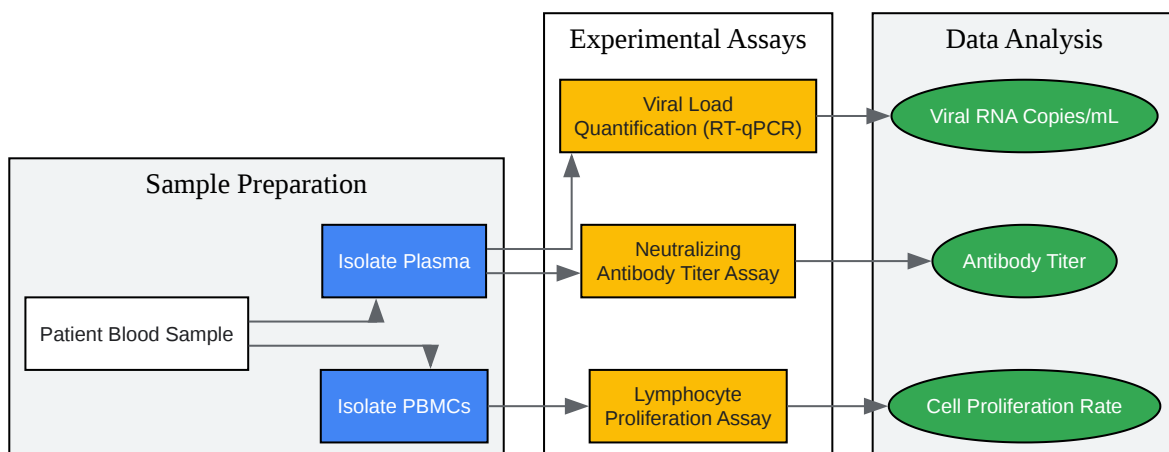 Sample Preparation
Patient Blood Sample
Isolate Plasma
Isolate PBMCs
Experimental Assays
Viral Load
Quantification (RT-qPCR)
Neutralizing
Antibody Titer Assay
Lymphocyte
Proliferation Assay
Data Analysis
Viral RNA Copies/mL
Antibody Titer
Cell Proliferation Rate